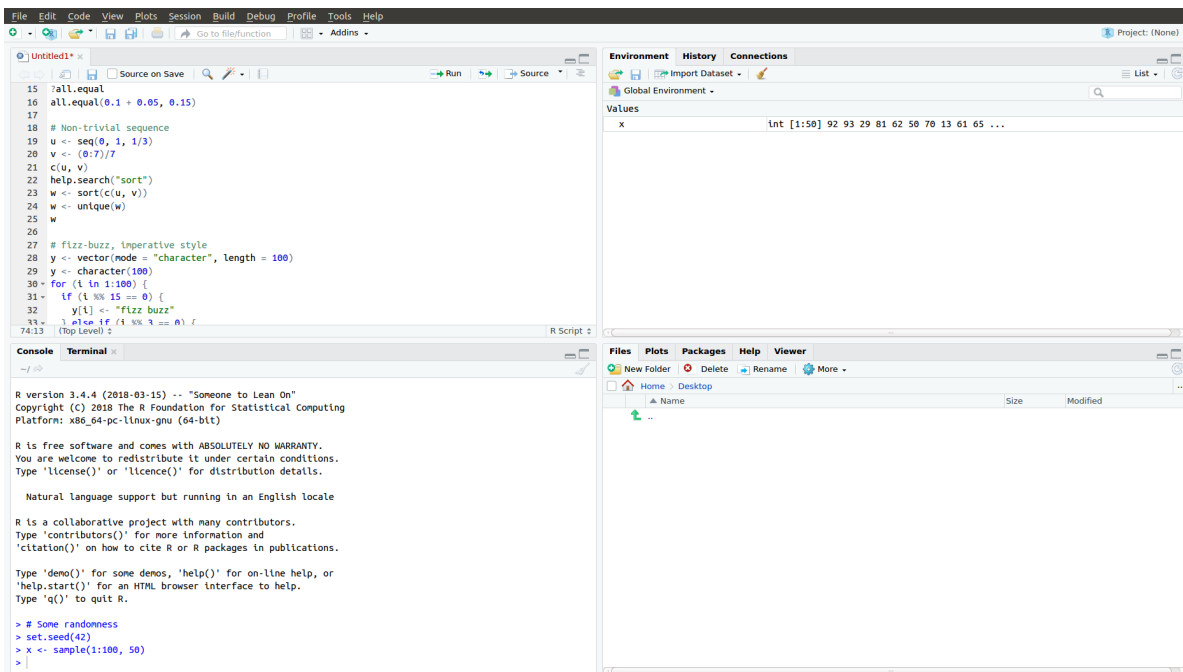 File Edit Code View Plots Session Build Debug Profile Tools Help
Go to file/function Addins Project: (None)
Untitled1*
Source on Save Run Source
15 ?all.equal
16 all.equal(0.1 + 0.05, 0.15)
17
18 # Non-trivial sequence
19 u <- seq(0, 1, 1/3)
20 v <- (0:7)/7
21 c(u, v)
22 help.search("sort")
23 w <- sort(c(u, v))
24 w <- unique(w)
25 w
26
27 # fizz-buzz, imperative style
28 y <- vector(mode = "character", length = 100)
29 y <- character(100)
30 for (i in 1:100) {
31 if (i %% 15 == 0) {
32 y[i] <- "fizz buzz"
33 } else if (i %% 3 == 0) {
74:13 (Top Level) R Script
Console Terminal
~/
R version 3.4.4 (2018-03-15) -- "Someone to Lean On"
Copyright (C) 2018 The R Foundation for Statistical Computing
Platform: x86_64-pc-linux-gnu (64-bit)
R is free software and comes with ABSOLUTELY NO WARRANTY.
You are welcome to redistribute it under certain conditions.
Type 'license()' or 'licence()' for distribution details.
Natural language support but running in an English locale
R is a collaborative project with many contributors.
Type 'contributors()' for more information and
'citation()' on how to cite R or R packages in publications.
Type 'demo()' for some demos, 'help()' for on-line help, or
'help.start()' for an HTML browser interface to help.
Type 'q()' to quit R.
> # Some randomness
> set.seed(42)
> x <- sample(1:100, 50)
>
Environment History Connections
Import Dataset List
Global Environment
Values
x int [1:50] 92 93 29 81 62 50 70 13 61 65 ...
Files Plots Packages Help Viewer
New Folder Delete Rename More
Home > Desktop ..
Name Size Modified
..